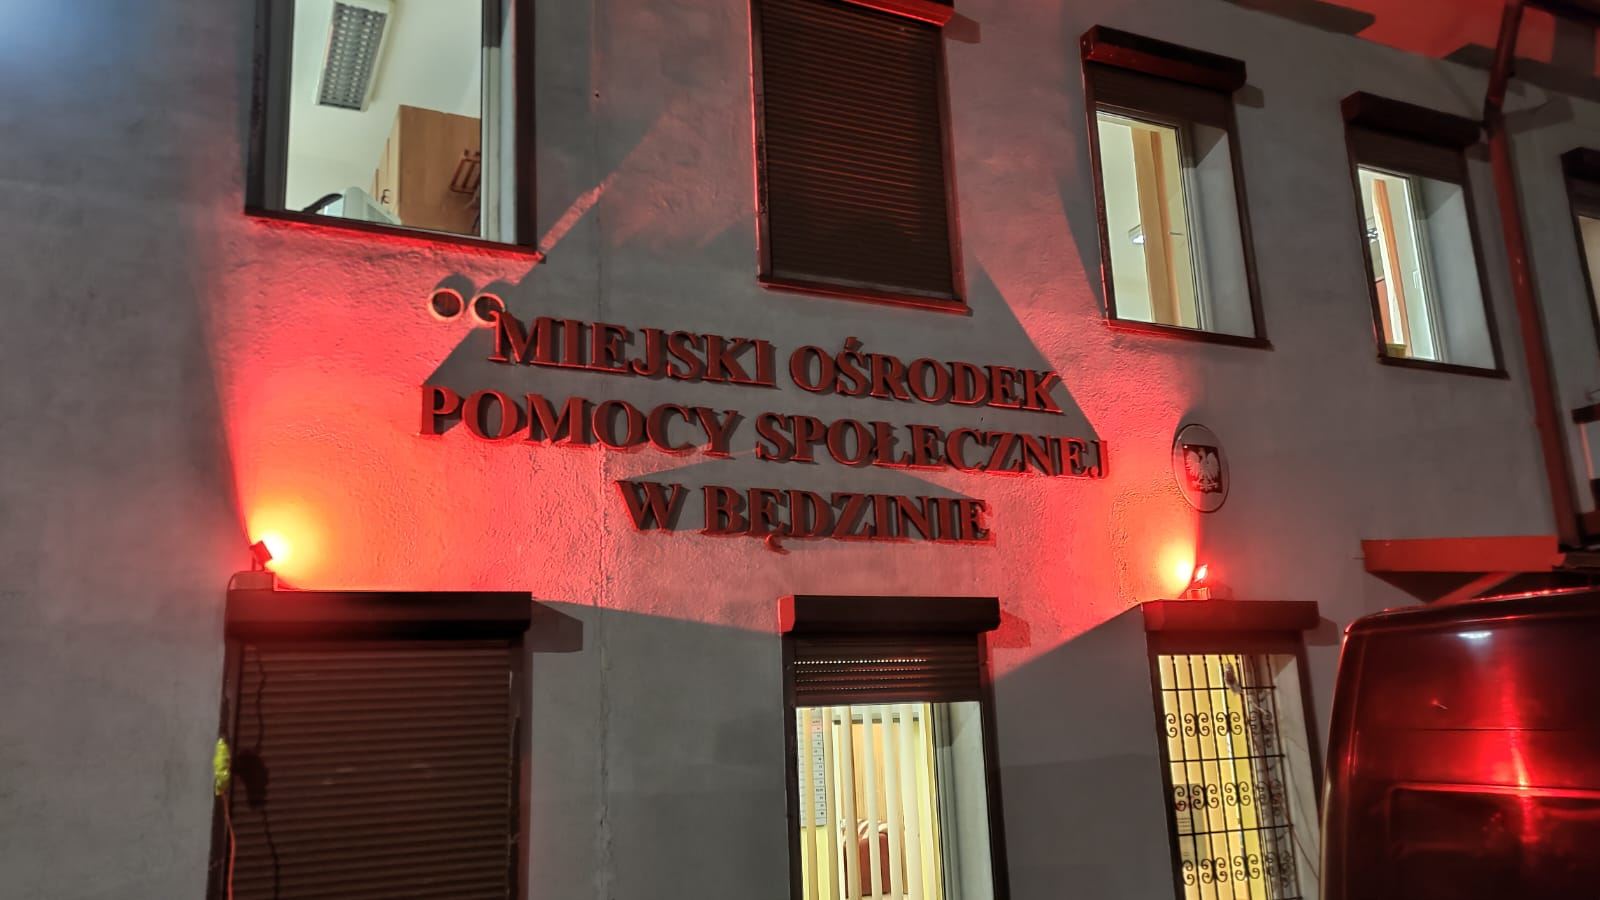 MIEJSKI OŚRODEK
POMOCY SPOŁECZNEJ
W BĘDZINIE